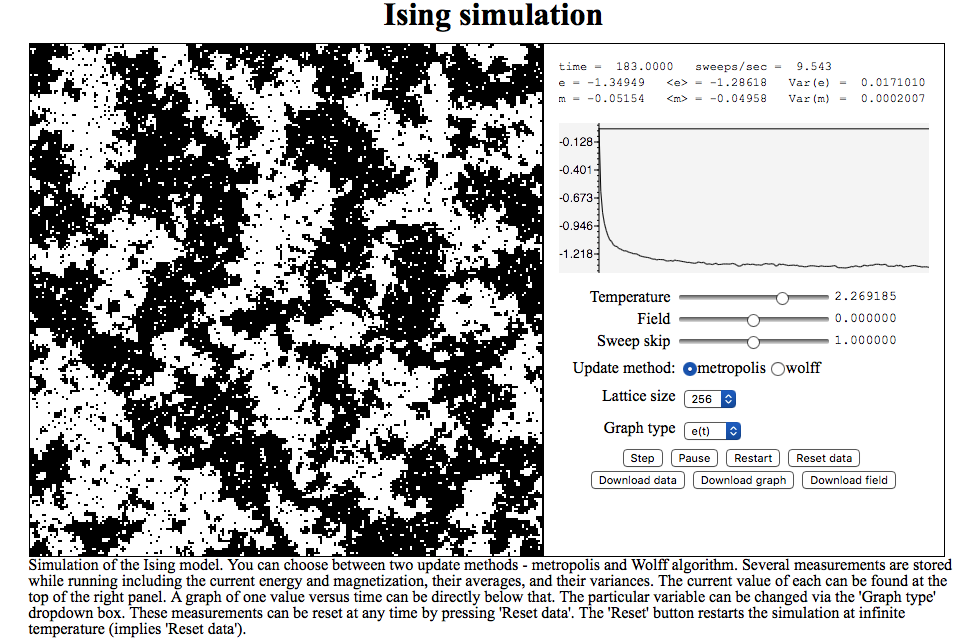 Ising simulation
time = 183.0000 sweeps/sec = 9.543
e = -1.34949 <e> = -1.28618 Var(e) = 0.0171010
m = -0.05154 <m> = -0.04958 Var(m) = 0.0002007
-0.128
-0.401
-0.673
-0.946
-1.218
Temperature 2.269185
Field 0.000000
Sweep skip 1.000000
Update method: metropolis wolff
Lattice size 256
Graph type e(t)
Step Pause Restart Reset data
Download data Download graph Download field
Simulation of the Ising model. You can choose between two update methods - metropolis and Wolff algorithm. Several measurements are stored
while running including the current energy and magnetization, their averages, and their variances. The current value of each can be found at the
top of the right panel. A graph of one value versus time can be directly below that. The particular variable can be changed via the 'Graph type'
dropdown box. These measurements can be reset at any time by pressing 'Reset data'. The 'Reset' button restarts the simulation at infinite
temperature (implies 'Reset data').